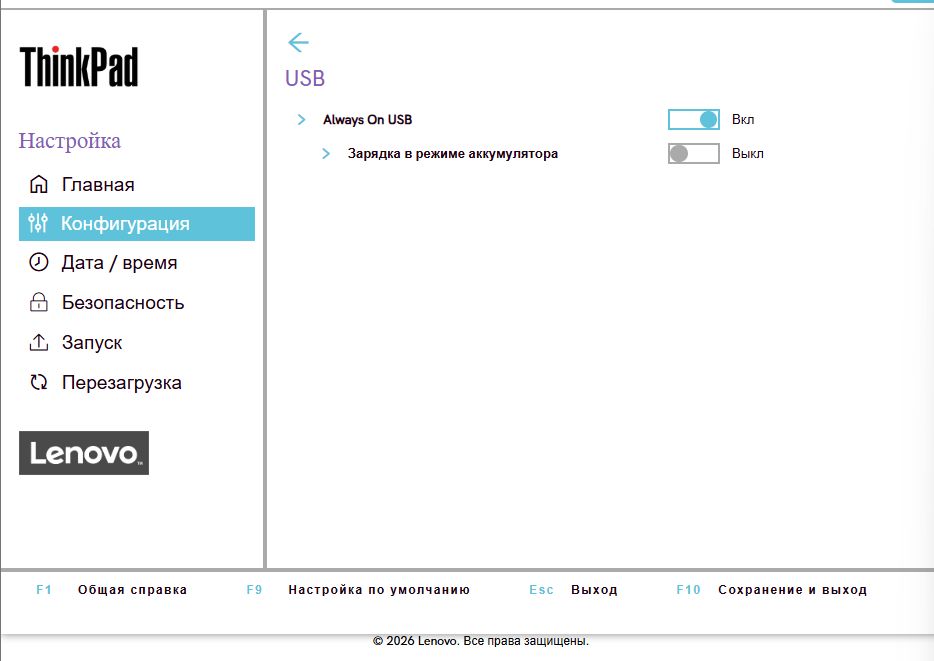 ThinkPad
Настройка
Главная
Конфигурация
Дата / время
Безопасность
Запуск
Перезагрузка
Lenovo™
USB
Always On USB Вкл
Зарядка в режиме аккумулятора Выкл
F1 Общая справка F9 Настройка по умолчанию Esc Выход F10 Сохранение и выход
© 2026 Lenovo. Все права защищены.